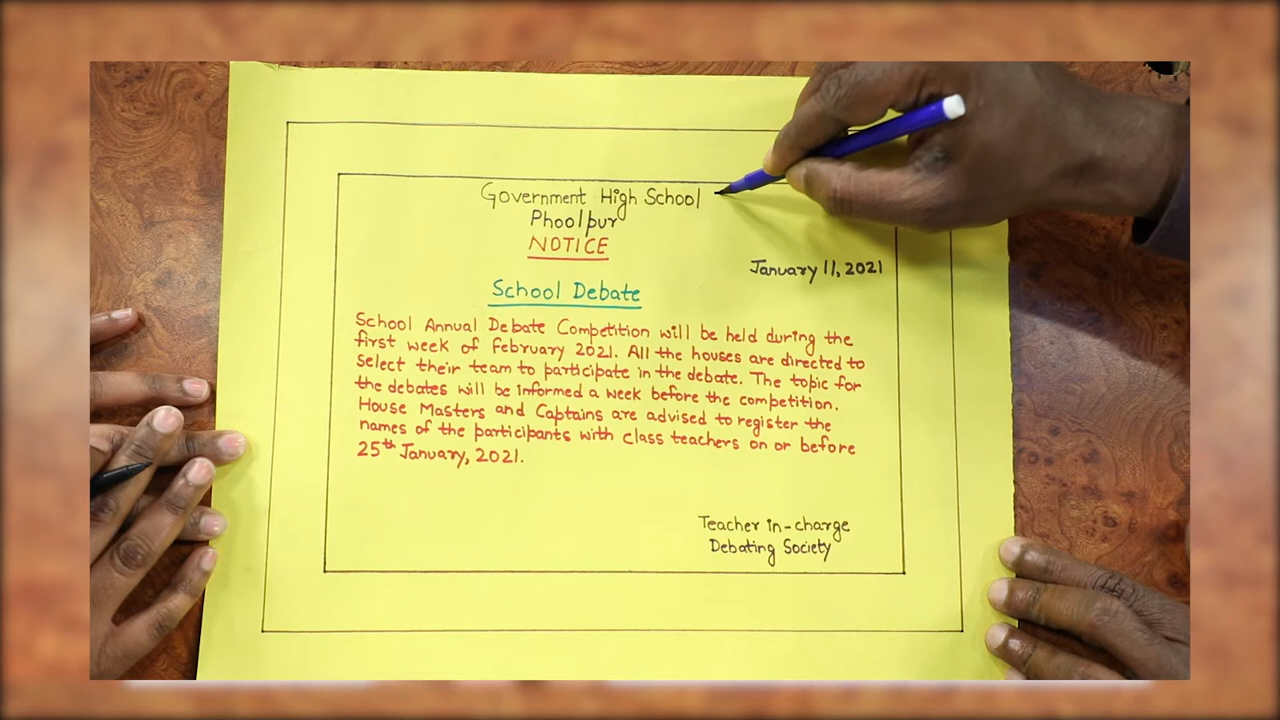 Government High School
Phoolpur
NOTICE
January 11, 2021
School Debate
School Annual Debate Competition will be held during the
first week of February 2021. All the houses are directed to
select their team to participate in the debate. The topic for
the debates will be informed a week before the competition.
House Masters and Captains are advised to register the
names of the participants with class teachers on or before
25th January, 2021.
Teacher in-charge
Debating Society